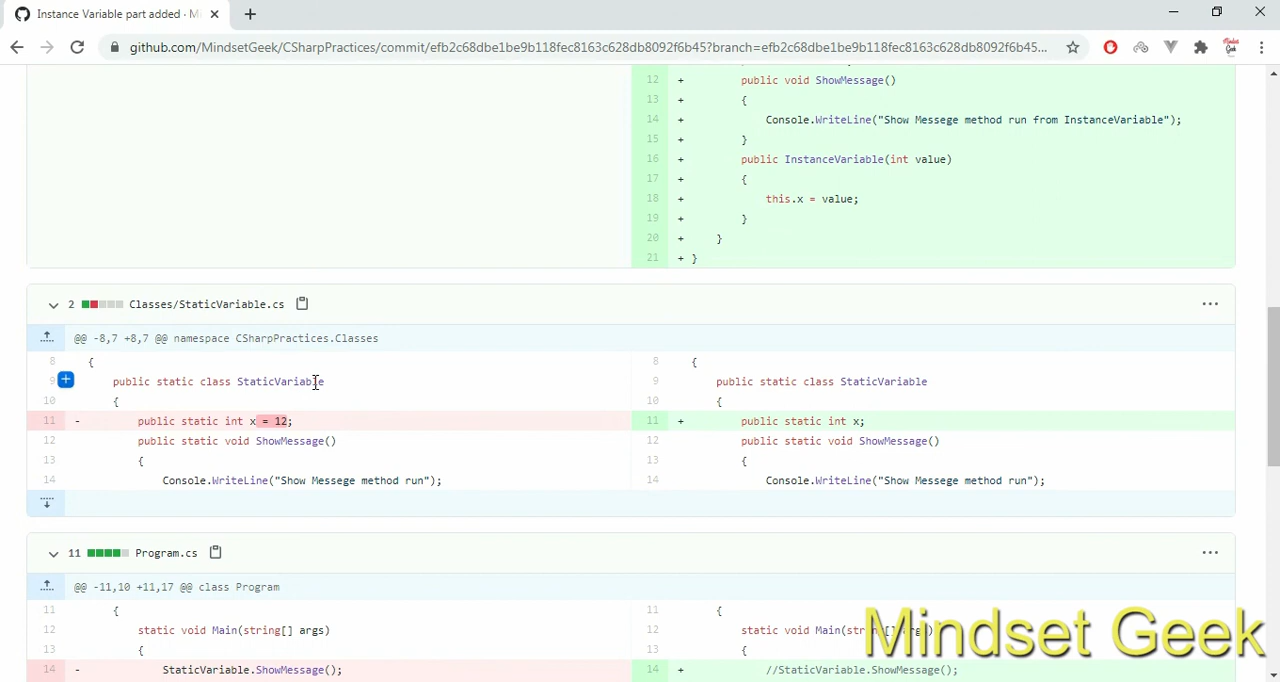 Instance Variable part added · M
github.com/MindsetGeek/CSharpPractices/commit/efb2c68dbe1be9b118fec8163c628db8092f6b45?branch=efb2c68dbe1be9b118fec8163c628db8092f6b45...
12 + public void ShowMessage()
13 + {
14 + Console.WriteLine("Show Messege method run from InstanceVariable");
15 + }
16 + public InstanceVariable(int value)
17 + {
18 + this.x = value;
19 + }
20 + }
21 + }
2 Classes/StaticVariable.cs
@@ -8,7 +8,7 @@ namespace CSharpPractices.Classes
8 { 8 {
9 public static class StaticVariable 9 public static class StaticVariable
10 { 10 {
11 - public static int x = 12; 11 + public static int x;
12 public static void ShowMessage() 12 public static void ShowMessage()
13 { 13 {
14 Console.WriteLine("Show Messege method run"); 14 Console.WriteLine("Show Messege method run");
11 Program.cs
@@ -11,10 +11,17 @@ class Program
11 { 11 {
12 static void Main(string[] args) 12 static void Main(string[] args)
13 { 13 {
14 - StaticVariable.ShowMessage(); 14 + //StaticVariable.ShowMessage();
Mindset Geek